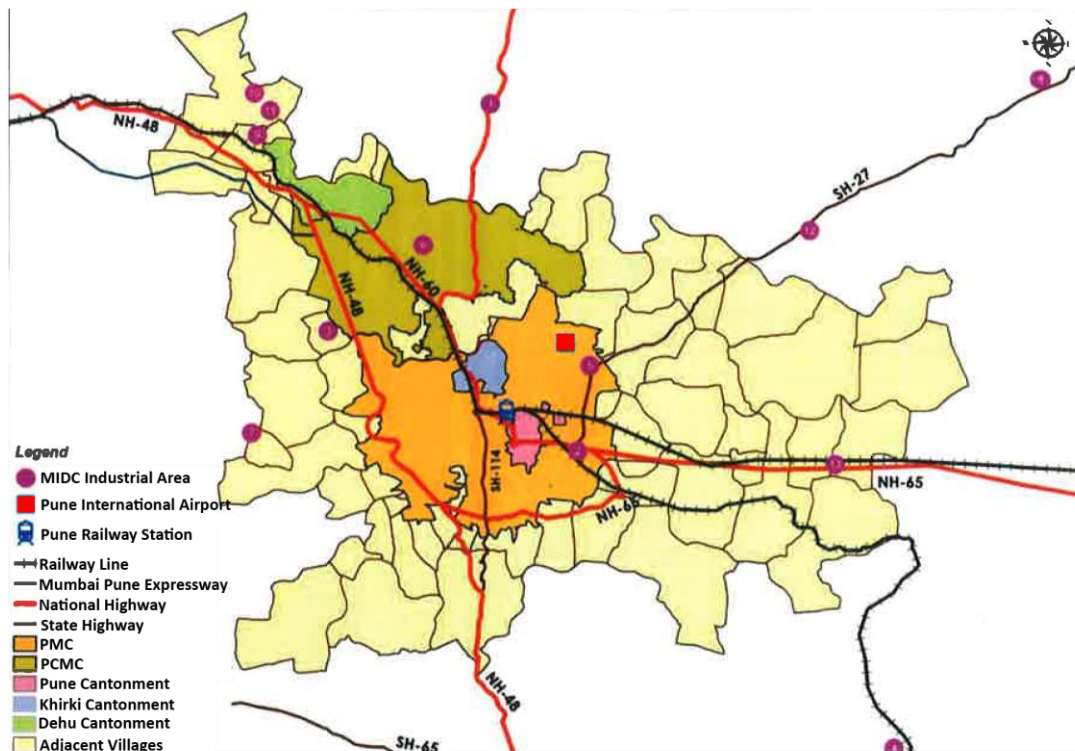 NH-48
SH-27
NH-48
NH-60
SH-114
NH-65
NH-65
NH-48
SH-65
Legend
MIDC Industrial Area
Pune International Airport
Pune Railway Station
Railway Line
Mumbai Pune Expressway
National Highway
State Highway
PMC
PCMC
Pune Cantonment
Khirki Cantonment
Dehu Cantonment
Adjacent Villages